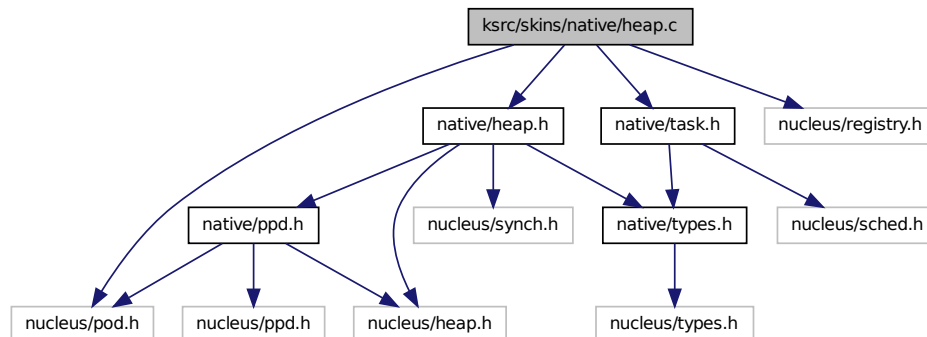 ksrc/skins/native/heap.c
native/heap.h
native/task.h
nucleus/registry.h
native/ppd.h
nucleus/synch.h
native/types.h
nucleus/sched.h
nucleus/pod.h
nucleus/ppd.h
nucleus/heap.h
nucleus/types.h